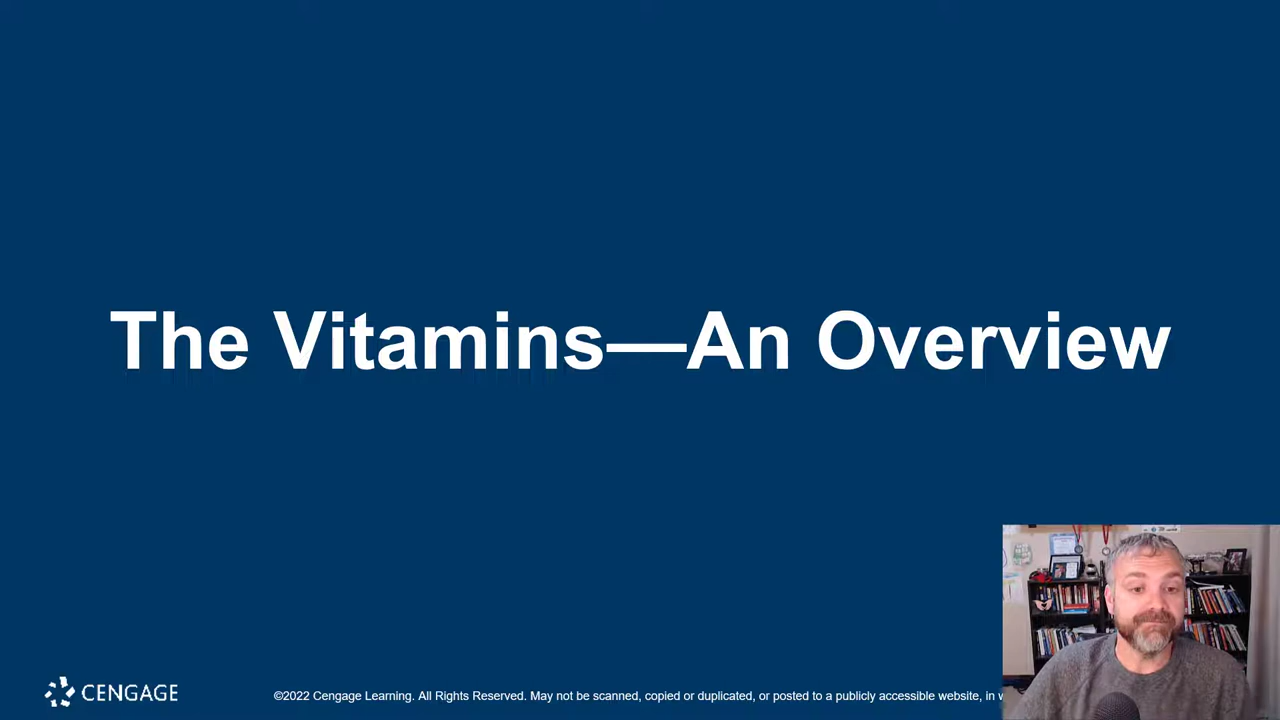 The Vitamins—An Overview
CENGAGE
©2022 Cengage Learning. All Rights Reserved. May not be scanned, copied or duplicated, or posted to a publicly accessible website, in